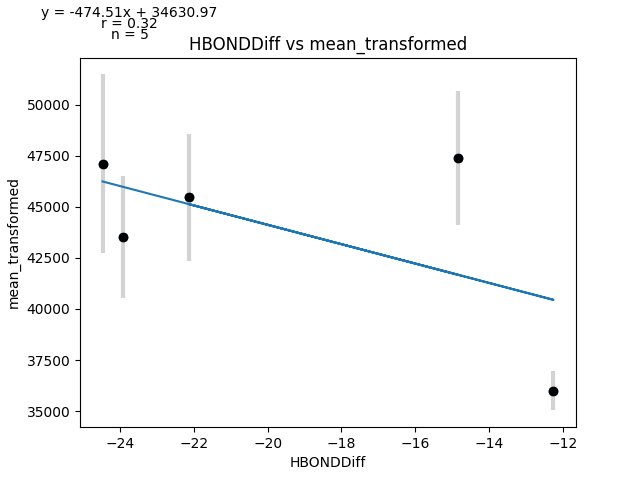 y = -474.51x + 34630.97
r = 0.32
n = 5
HBONDDiff vs mean_transformed
50000
47500
45000
42500
40000
37500
35000
mean_transformed
−24
−22
−20
−18
−16
−14
−12
HBONDDiff